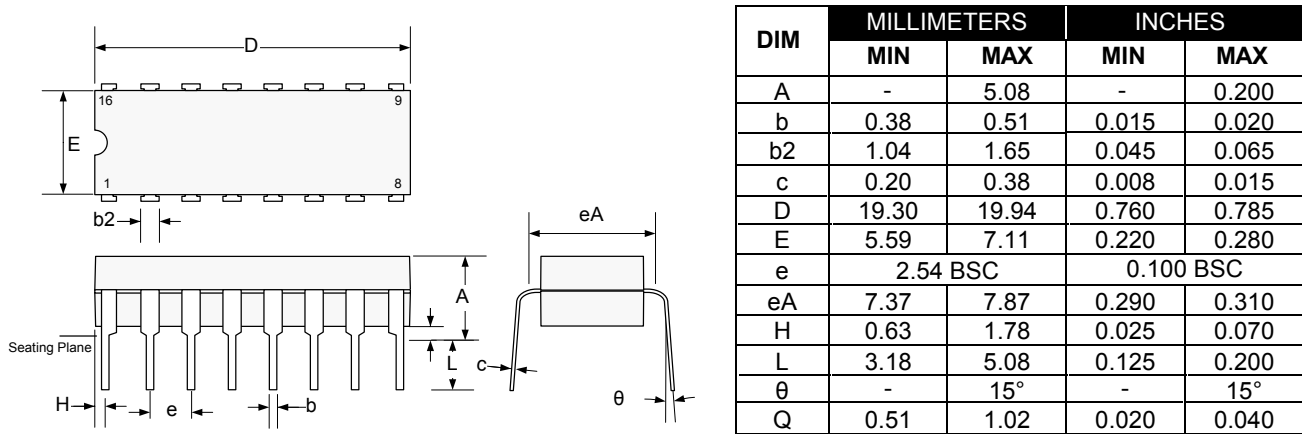 D
16
9
E
1
8
b2
eA
A
Seating Plane
L
c
θ
H
e
b
DIM MILLIMETERS INCHES
MIN MAX MIN MAX
A - 5.08 - 0.200
b 0.38 0.51 0.015 0.020
b2 1.04 1.65 0.045 0.065
c 0.20 0.38 0.008 0.015
D 19.30 19.94 0.760 0.785
E 5.59 7.11 0.220 0.280
e 2.54 BSC 0.100 BSC
eA 7.37 7.87 0.290 0.310
H 0.63 1.78 0.025 0.070
L 3.18 5.08 0.125 0.200
θ - 15° - 15°
Q 0.51 1.02 0.020 0.040